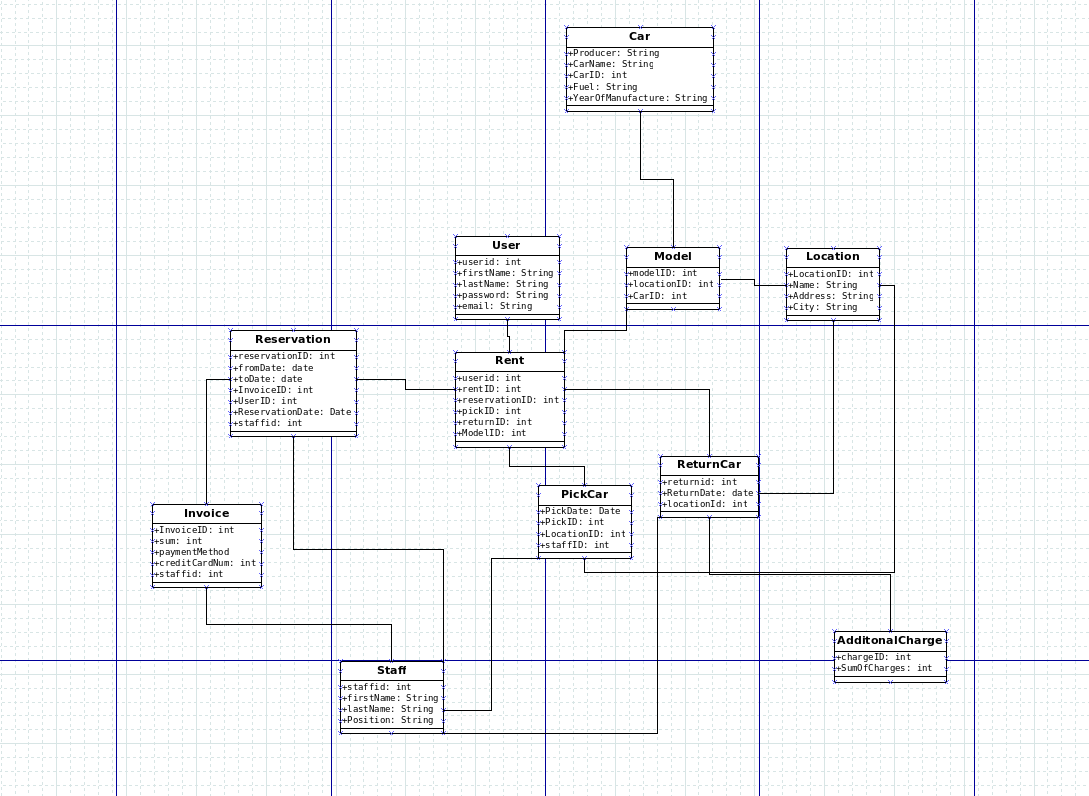 Car
+Producer: String
+CarName: String
+CarID: int
+Fuel: String
+YearOfManufacture: String
User
+userid: int
+firstName: String
+lastName: String
+password: String
+email: String
Model
+modelID: int
+locationID: int
+CarID: int
Location
+LocationID: int
+Name: String
+Address: String
+City: String
Reservation
+reservationID: int
+fromDate: date
+toDate: date
+InvoiceID: int
+UserID: int
+ReservationDate: Date
+staffid: int
Rent
+userid: int
+rentID: int
+reservationID: int
+pickID: int
+returnID: int
+ModelID: int
ReturnCar
+returnid: int
+ReturnDate: date
+locationId: int
PickCar
+PickDate: Date
+PickID: int
+LocationID: int
+staffID: int
Invoice
+InvoiceID: int
+sum: int
+paymentMethod
+creditCardNum: int
+staffid: int
AdditonalCharge
+chargeID: int
+SumOfCharges: int
Staff
+staffid: int
+firstName: String
+lastName: String
+Position: String